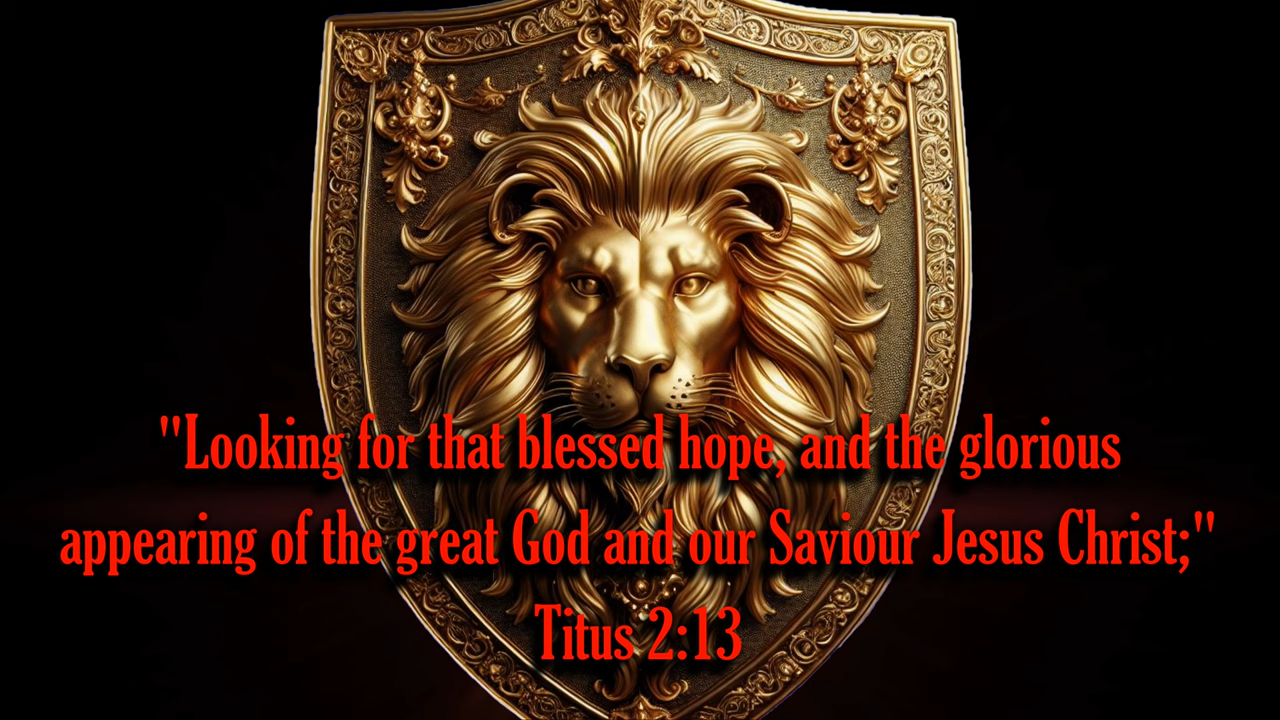 "Looking for that blessed hope, and the glorious
appearing of the great God and our Saviour Jesus Christ;"
Titus 2:13